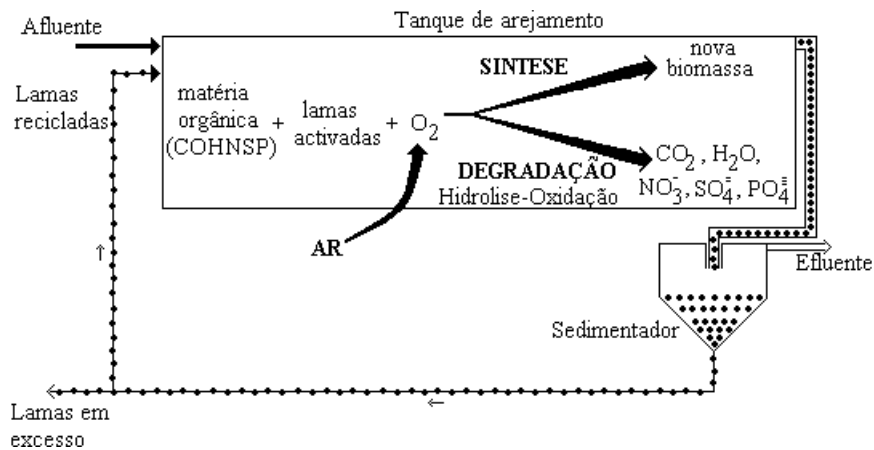 Tanque de arejamento
Afluente
Lamas
recicladas
matéria
orgânica
(COHNSP)
+
lamas
activadas
+ O2
SINTESE
nova
biomassa
DEGRADAÇÃO
Hidrolise-Oxidação
CO2 , H2O,
NO3-, SO4=, PO4≡
AR
Efluente
Sedimentador
Lamas em
excesso